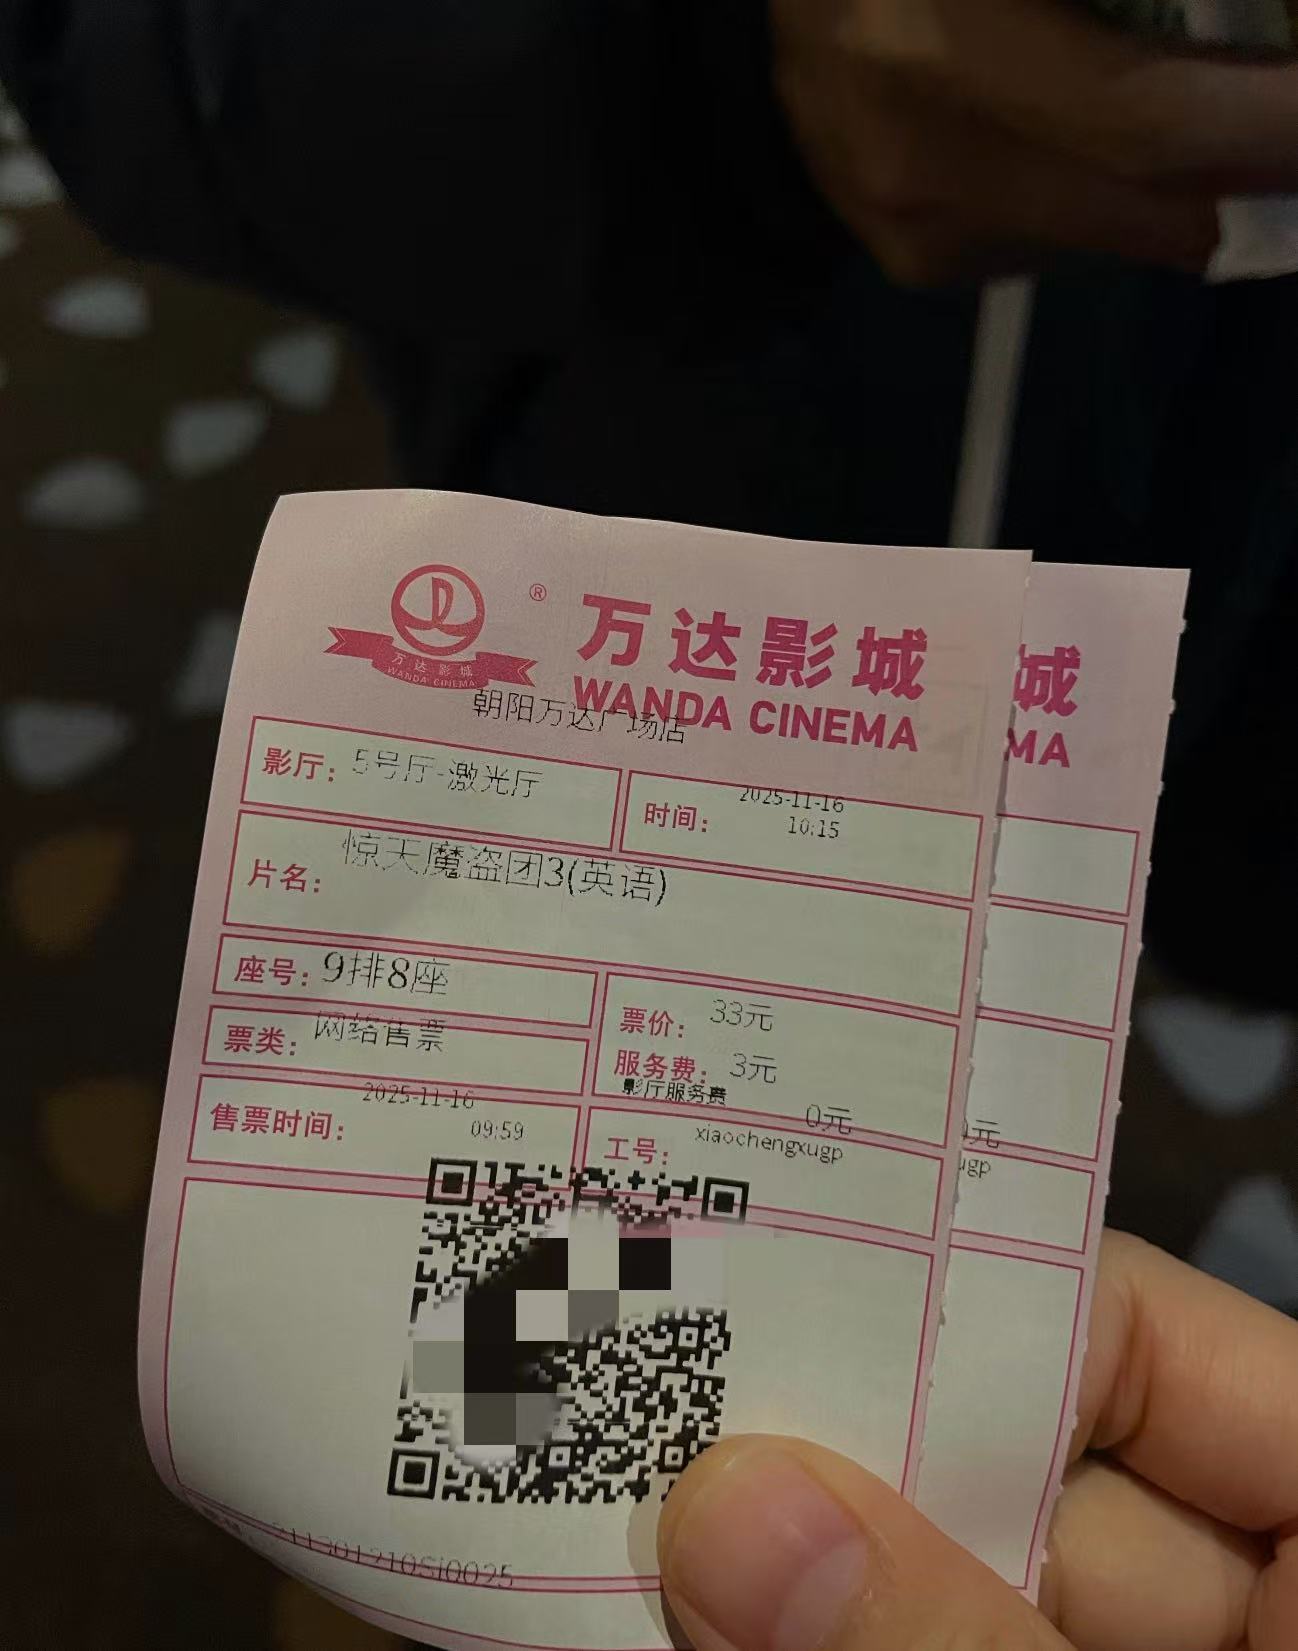 ®
万达影城
万达影城
WANDA CINEMA
WANDA CINEMA
朝阳万达广场店
影厅：5号厅-激光厅
时间：2025-11-16
10:15
片名：惊天魔盗团3(英语)
座号：9排8座
票价：33元
票类：网络售票
服务费：3元
影厅服务费
0元
售票时间：2025-11-16
09:59
工号：xiaochengxugp
城
MA
0元
ugp